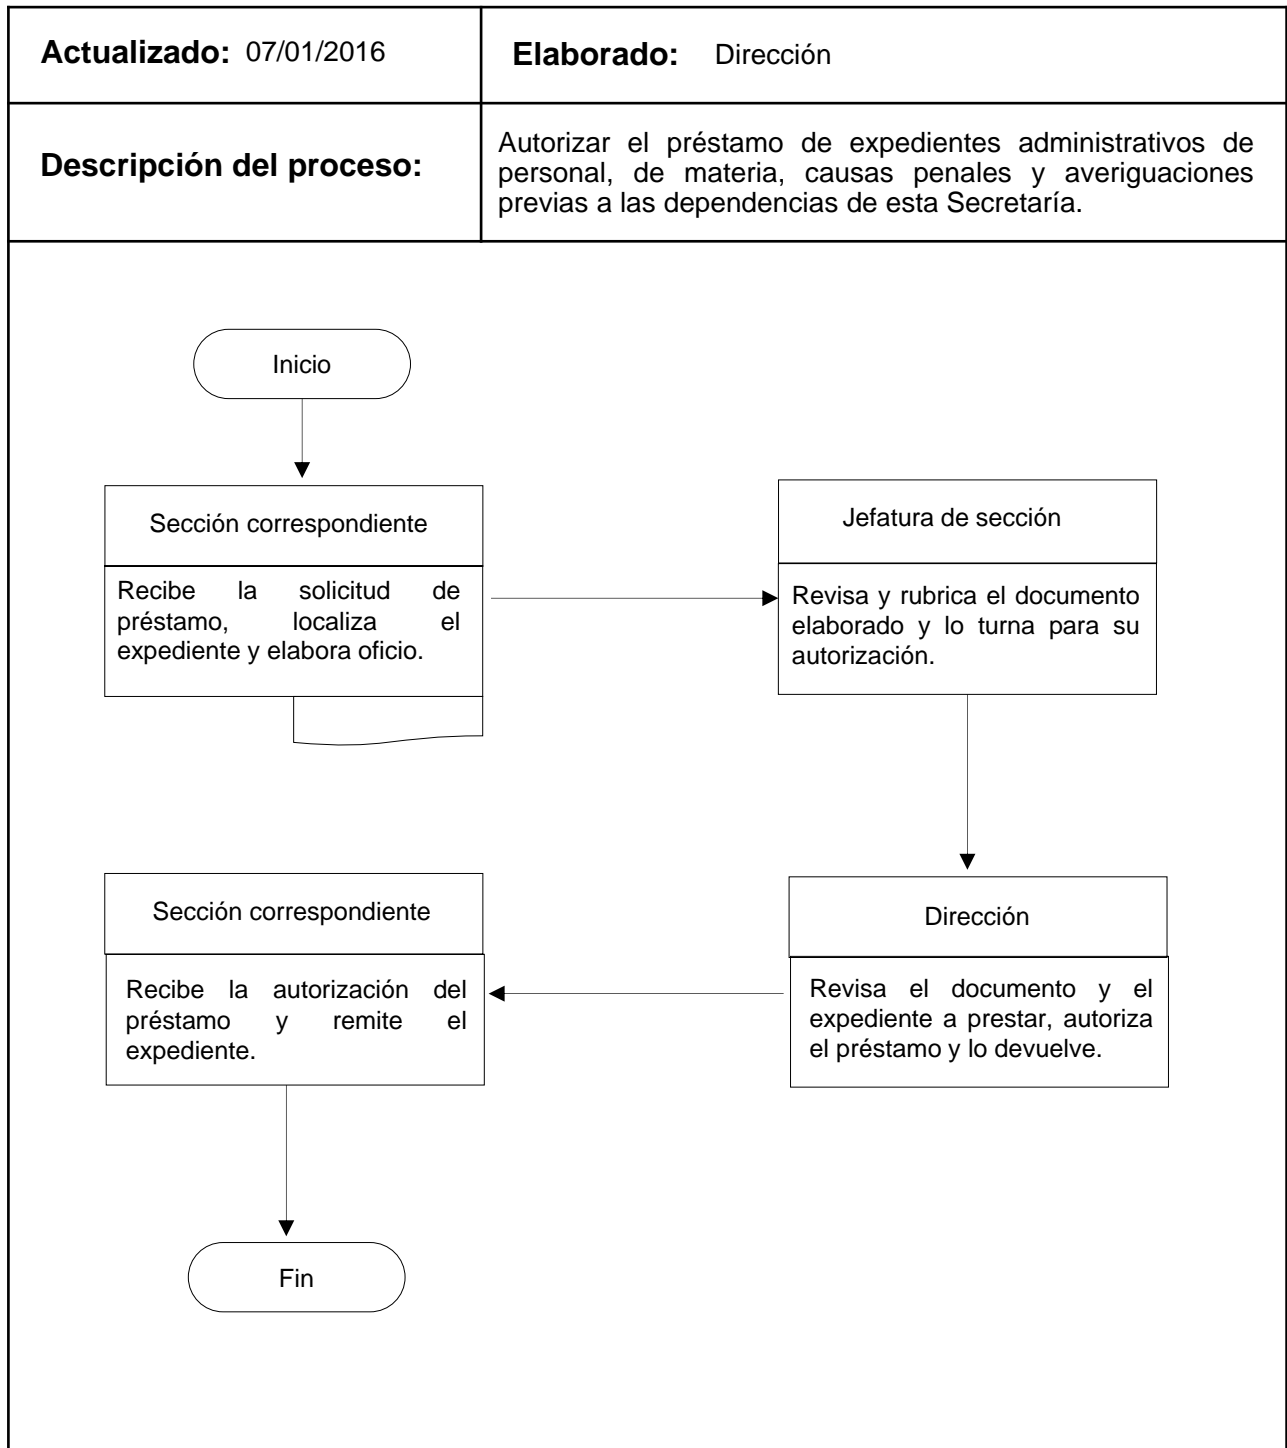 Actualizado: 07/01/2016
Elaborado: Dirección
Descripción del proceso:
Autorizar el préstamo de expedientes administrativos de
personal, de materia, causas penales y averiguaciones
previas a las dependencias de esta Secretaría.
Inicio
Sección correspondiente
Recibe la solicitud de
préstamo, localiza el
expediente y elabora oficio.
Jefatura de sección
Revisa y rubrica el documento
elaborado y lo turna para su
autorización.
Dirección
Revisa el documento y el
expediente a prestar, autoriza
el préstamo y lo devuelve.
Sección correspondiente
Recibe la autorización del
préstamo y remite el
expediente.
Fin